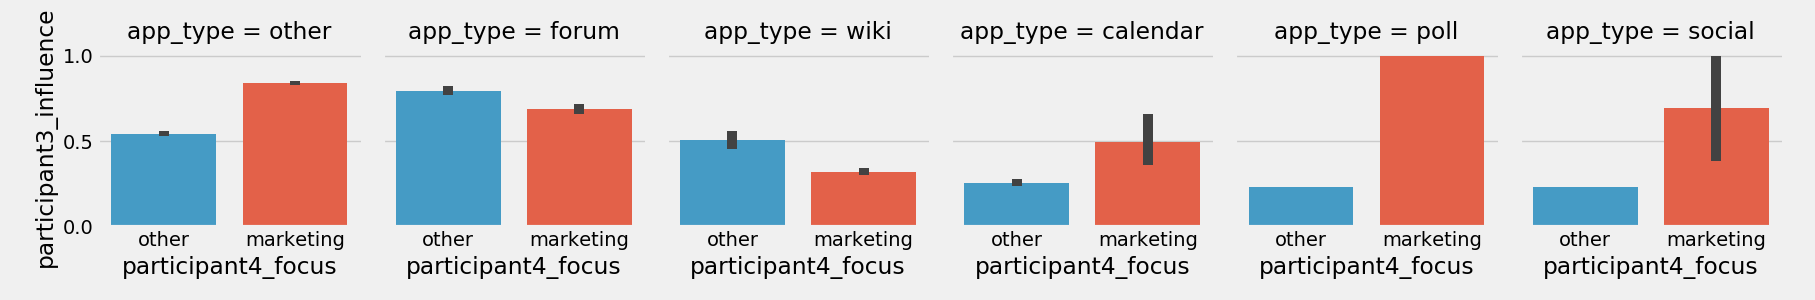 app_type = other
app_type = forum
app_type = wiki
app_type = calendar
app_type = poll
app_type = social
participant3_influence
1.0
0.5
0.0
other marketing
other marketing
other marketing
other marketing
other marketing
other marketing
participant4_focus
participant4_focus
participant4_focus
participant4_focus
participant4_focus
participant4_focus